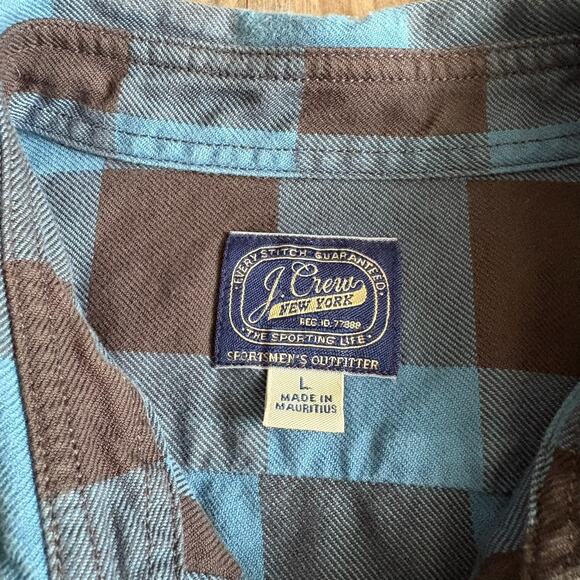 EVERY STITCH GUARANTEED
J. Crew
NEW YORK
REG. ID. 77889
THE SPORTING LIFE
SPORTSMEN'S OUTFITTER
L
MADE IN
MAURITIUS